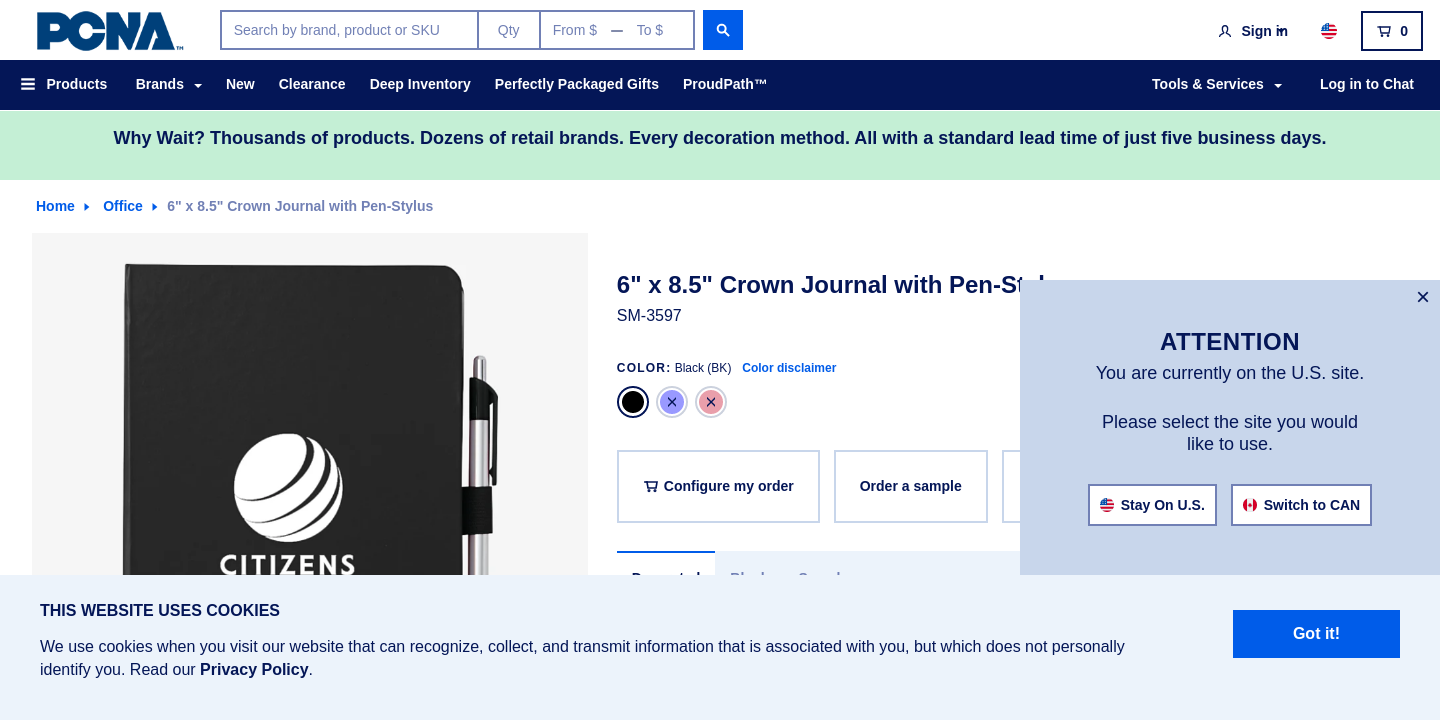 PCNA™
Search by brand, product or SKU
Qty
From $ — To $
Sign in
0
Products
Brands
New
Clearance
Deep Inventory
Perfectly Packaged Gifts
ProudPath™
Tools & Services
Log in to Chat
Why Wait? Thousands of products. Dozens of retail brands. Every decoration method. All with a standard lead time of just five business days.
Home
Office
6" x 8.5" Crown Journal with Pen-Stylus
6" x 8.5" Crown Journal with Pen-Styl
SM-3597
COLOR: Black (BK) Color disclaimer
Configure my order
Order a sample
CITIZENS
×
ATTENTION
You are currently on the U.S. site.
Please select the site you would
like to use.
Stay On U.S.
Switch to CAN
THIS WEBSITE USES COOKIES
We use cookies when you visit our website that can recognize, collect, and transmit information that is associated with you, but which does not personally
identify you. Read our Privacy Policy.
Got it!